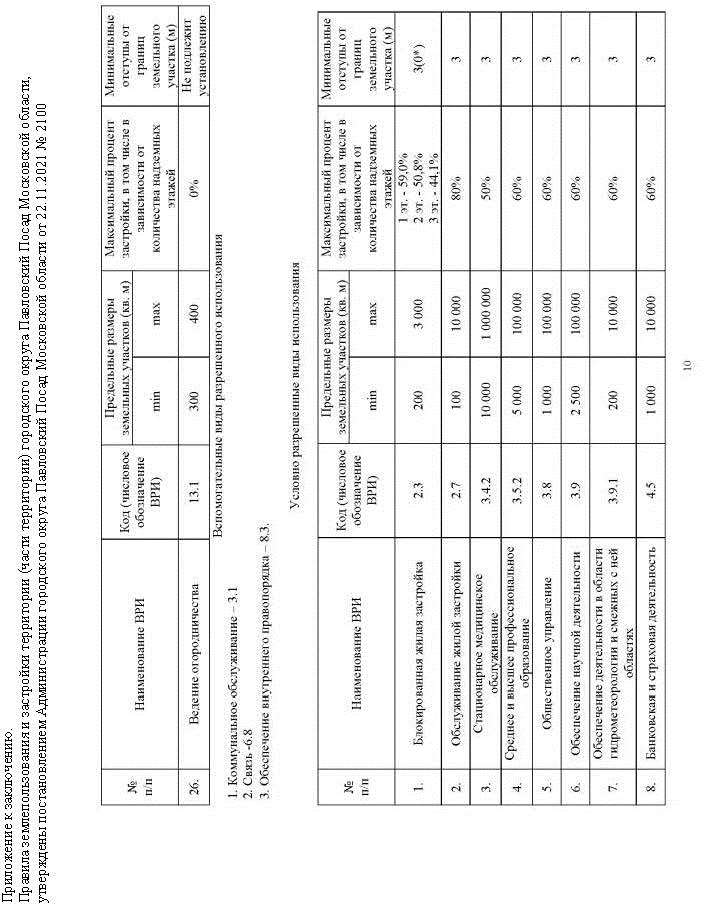 Приложение к заключению.
Правила землепользования и застройки территории (части территории) городского округа Павловский Посад Московской области,
утверждены постановлением Администрации городского округа Павловский Посад Московской области от 22.11.2021 № 2100
№ п/п | Наименование ВРИ | Код (числовое обозначение ВРИ) | Предельные размеры земельных участков (кв. м) | Максимальный процент застройки, в том числе в зависимости от количества надземных этажей | Минимальные отступы от границ земельного участка (м)
min | max
26. | Ведение огородничества | 13.1 | 300 | 400 | 0% | Не подлежит установлению
Вспомогательные виды разрешенного использования
1. Коммунальное обслуживание – 3.1
2. Связь -6.8
3. Обеспечение внутреннего правопорядка – 8.3.
Условно разрешенные виды использования
№ п/п | Наименование ВРИ | Код (числовое обозначение ВРИ) | Предельные размеры земельных участков (кв. м) | Максимальный процент застройки, в том числе в зависимости от количества надземных этажей | Минимальные отступы от границ земельного участка (м)
min | max
1. | Блокированная жилая застройка | 2.3 | 200 | 3 000 | 1 эт. - 59,0% 2 эт. - 50,8% 3 эт. - 44,1% | 3(0*)
2. | Обслуживание жилой застройки | 2.7 | 100 | 10 000 | 80% | 3
3. | Стационарное медицинское обслуживание | 3.4.2 | 10 000 | 1 000 000 | 50% | 3
4. | Среднее и высшее профессиональное образование | 3.5.2 | 5 000 | 100 000 | 60% | 3
5. | Общественное управление | 3.8 | 1 000 | 100 000 | 60% | 3
6. | Обеспечение научной деятельности | 3.9 | 2 500 | 100 000 | 60% | 3
7. | Обеспечение деятельности в области гидрометеорологии и смежных с ней областях | 3.9.1 | 200 | 10 000 | 60% | 3
8. | Банковская и страховая деятельность | 4.5 | 1 000 | 10 000 | 60% | 3
10